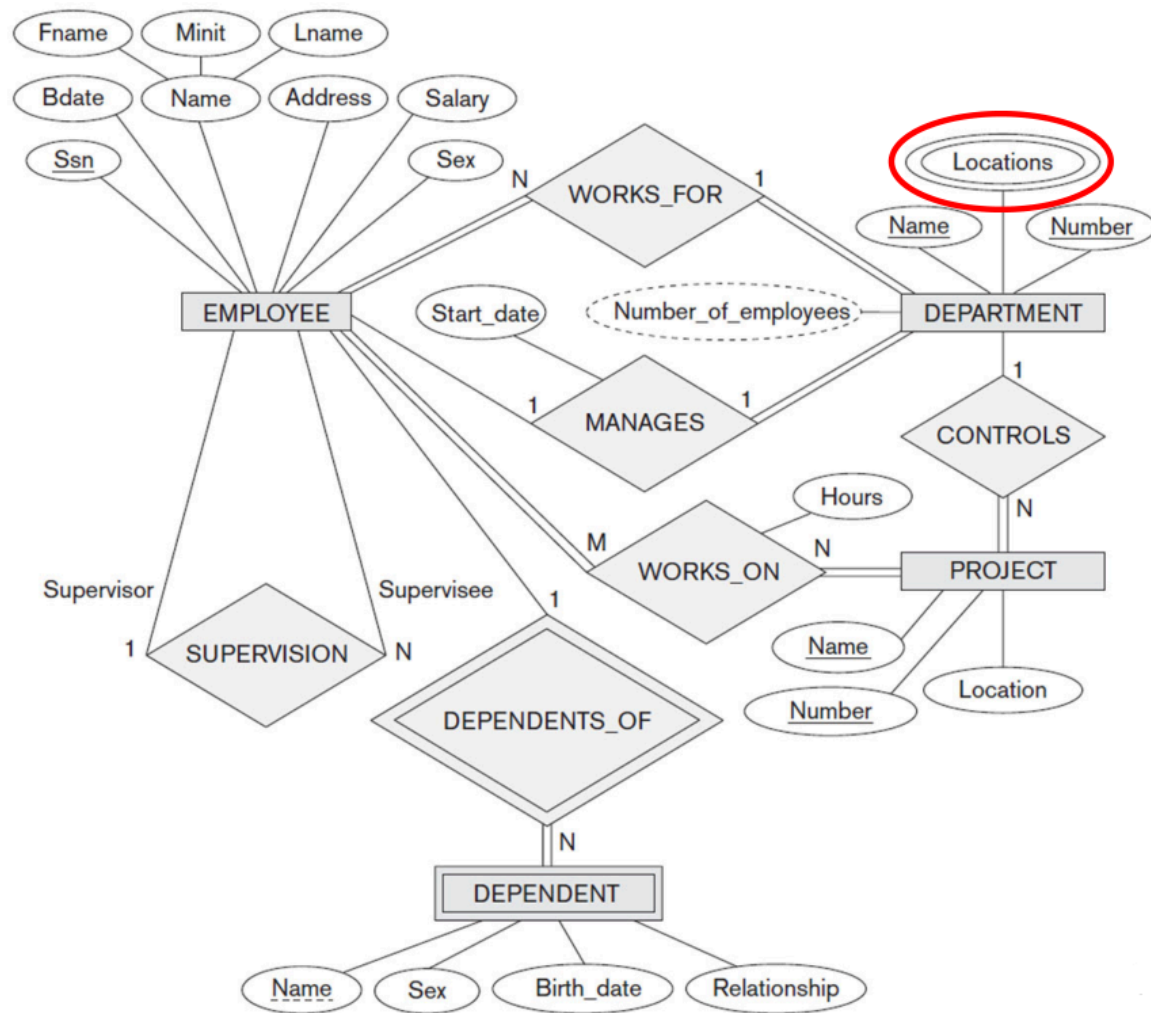 Fname Minit Lname
Bdate Name Address Salary
Ssn Sex
Locations
N WORKS_FOR 1
Name Number
EMPLOYEE Start_date Number_of_employees DEPARTMENT
1 MANAGES 1
1
CONTROLS
N
Hours
M WORKS_ON N
PROJECT
Supervisor Supervisee
1 SUPERVISION N
1
Name
Number
Location
DEPENDENTS_OF
N
DEPENDENT
Name Sex Birth_date Relationship